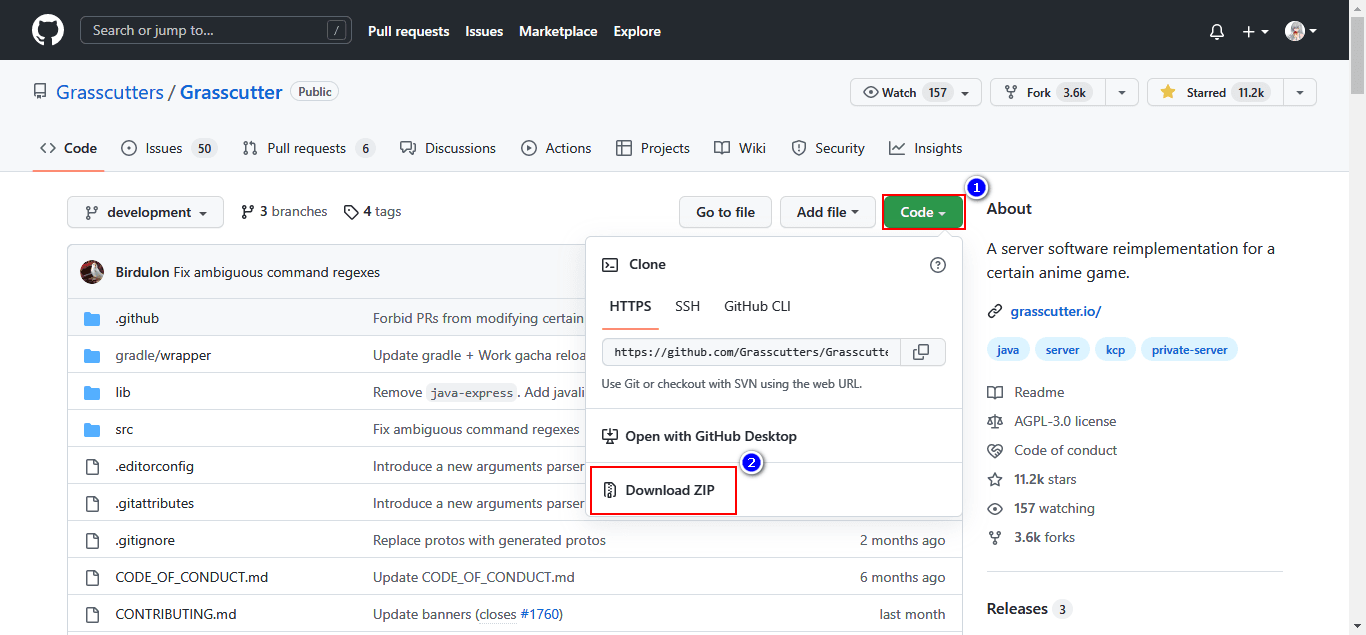 Search or jump to... / Pull requests Issues Marketplace Explore
Grasscutters / Grasscutter Public Watch 157 Fork 3.6k Starred 11.2k
Code Issues 50 Pull requests 6 Discussions Actions Projects Wiki Security Insights
1
development 3 branches 4 tags Go to file Add file Code About
A server software reimplementation for a
certain anime game.
Birdulon Fix ambiguous command regexes Clone
HTTPS SSH GitHub CLI
grasscutter.io/
.github Forbid PRs from modifying certain
https://github.com/Grasscutters/Grasscutte
java server kcp private-server
gradle/wrapper Update gradle + Work gacha reloa
Use Git or checkout with SVN using the web URL.
lib Remove java-express. Add javali
Readme
AGPL-3.0 license
src Fix ambiguous command regexes Open with GitHub Desktop
Code of conduct
2
.editorconfig Introduce a new arguments parser
11.2k stars
Download ZIP
.gitattributes Introduce a new arguments parser
157 watching
.gitignore Replace protos with generated protos 2 months ago
3.6k forks
CODE_OF_CONDUCT.md Update CODE_OF_CONDUCT.md 6 months ago
CONTRIBUTING.md Update banners (closes #1760) last month
Releases 3